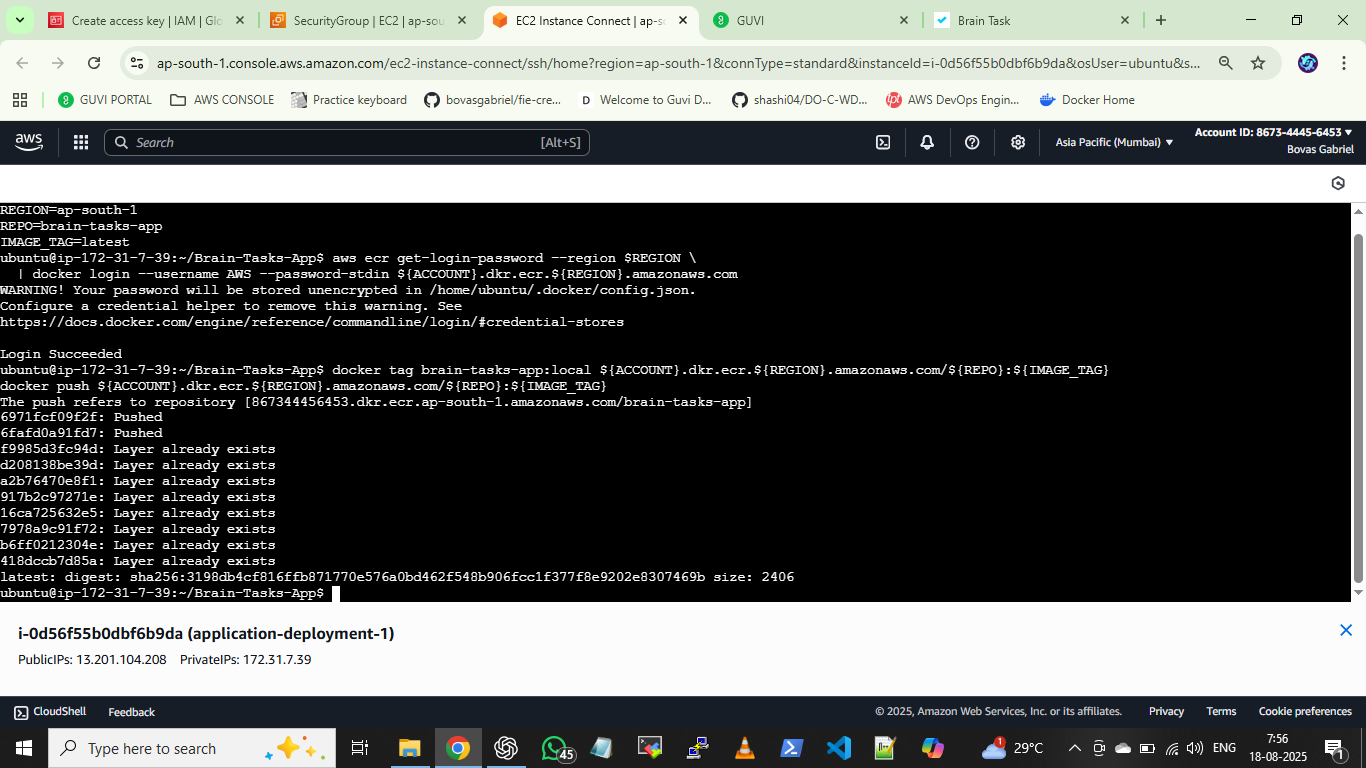 Create access key | IAM | Glo
SecurityGroup | EC2 | ap-sou
EC2 Instance Connect | ap-s
GUVI
Brain Task
ap-south-1.console.aws.amazon.com/ec2-instance-connect/ssh/home?region=ap-south-1&connType=standard&instanceId=i-0d56f55b0dbf6b9da&osUser=ubuntu&s...
GUVI PORTAL
AWS CONSOLE
Practice keyboard
bovasgabriel/fie-cre...
D Welcome to Guvi D...
shashi04/DO-C-WD...
AWS DevOps Engin...
Docker Home
aws
Search
[Alt+S]
Asia Pacific (Mumbai)
Account ID: 8673-4445-6453
Bovas Gabriel
REGION=ap-south-1
REPO=brain-tasks-app
IMAGE_TAG=latest
ubuntu@ip-172-31-7-39:~/Brain-Tasks-App$ aws ecr get-login-password --region $REGION \
| docker login --username AWS --password-stdin ${ACCOUNT}.dkr.ecr.${REGION}.amazonaws.com
WARNING! Your password will be stored unencrypted in /home/ubuntu/.docker/config.json.
Configure a credential helper to remove this warning. See
https://docs.docker.com/engine/reference/commandline/login/#credential-stores
Login Succeeded
ubuntu@ip-172-31-7-39:~/Brain-Tasks-App$ docker tag brain-tasks-app:local ${ACCOUNT}.dkr.ecr.${REGION}.amazonaws.com/${REPO}:${IMAGE_TAG}
docker push ${ACCOUNT}.dkr.ecr.${REGION}.amazonaws.com/${REPO}:${IMAGE_TAG}
The push refers to repository [867344456453.dkr.ecr.ap-south-1.amazonaws.com/brain-tasks-app]
6971fcf09f2f: Pushed
6fafd0a91fd7: Pushed
f9985d3fc94d: Layer already exists
d208138be39d: Layer already exists
a2b76470e8f1: Layer already exists
917b2c97271e: Layer already exists
16ca725632e5: Layer already exists
7978a9c91f72: Layer already exists
b6ff0212304e: Layer already exists
418dccb7d85a: Layer already exists
latest: digest: sha256:3198db4cf816ffb871770e576a0bd462f548b906fcc1f377f8e9202e8307469b size: 2406
ubuntu@ip-172-31-7-39:~/Brain-Tasks-App$
i-0d56f55b0dbf6b9da (application-deployment-1)
PublicIPs: 13.201.104.208 PrivateIPs: 172.31.7.39
CloudShell
Feedback
© 2025, Amazon Web Services, Inc. or its affiliates.
Privacy
Terms
Cookie preferences
Type here to search
45
1
29°C
ENG
7:56
18-08-2025
1